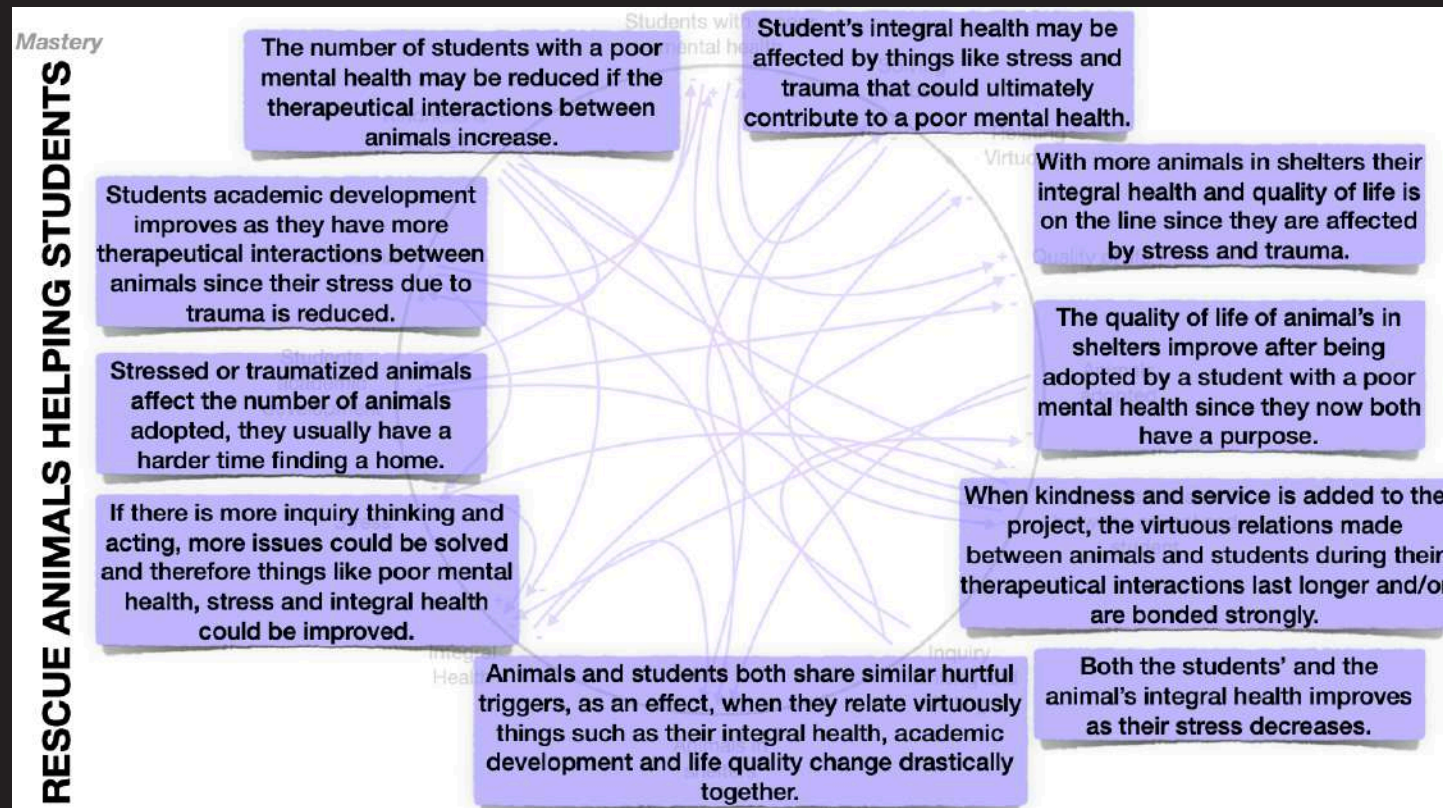 Mastery
RESCUE ANIMALS HELPING STUDENTS
Students with
mental health
The number of students with a poor
mental health may be reduced if the
therapeutical interactions between
animals increase.
Student's integral health may be
affected by things like stress and
trauma that could ultimately
contribute to a poor mental health.
Healing
With more animals in shelters their
integral health and quality of life is
on the line since they are affected
by stress and trauma.
Students academic development
improves as they have more
therapeutical interactions between
animals since their stress due to
trauma is reduced.
The quality of life of animal's in
shelters improve after being
adopted by a student with a poor
mental health since they now both
have a purpose.
Stressed or traumatized animals
affect the number of animals
adopted, they usually have a
harder time finding a home.
When kindness and service is added to the
project, the virtuous relations made
between animals and students during their
therapeutical interactions last longer and/or
are bonded strongly.
If there is more inquiry thinking and
acting, more issues could be solved
and therefore things like poor mental
health, stress and integral health
could be improved.
Integral
Health
Inquiry
Both the students' and the
animal's integral health improves
as their stress decreases.
Animals and students both share similar hurtful
triggers, as an effect, when they relate virtuously
things such as their integral health, academic
development and life quality change drastically
together.